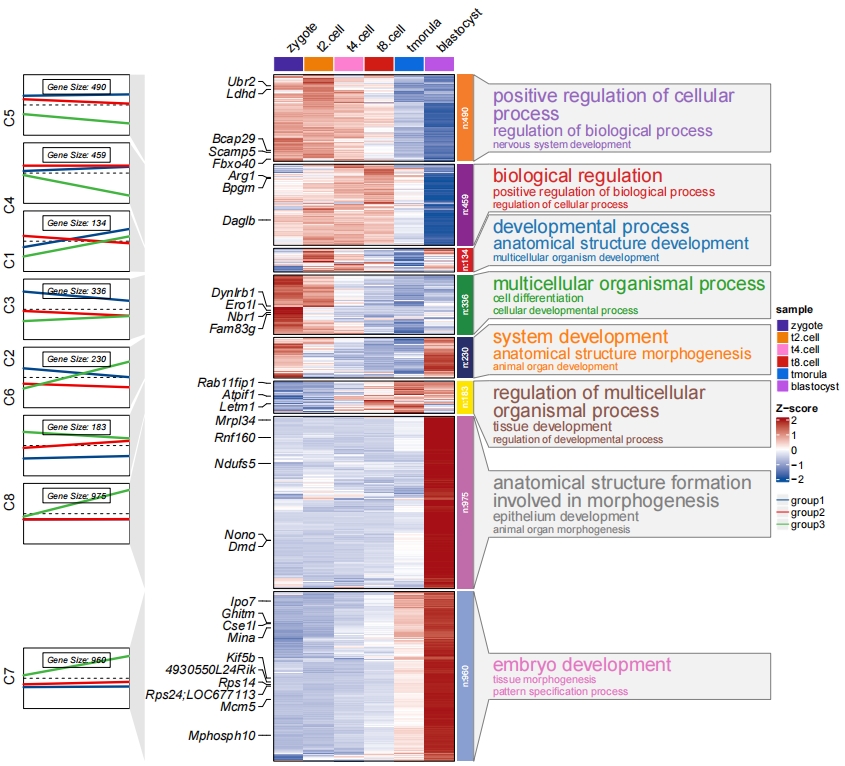 zygote
t2.cell
t4.cell
t8.cell
tmorula
blastocyst
C5
Gene Size: 490
C4
Gene Size: 459
C1
Gene Size: 134
C3
Gene Size: 336
C2
Gene Size: 230
C6
Gene Size: 183
C8
Gene Size: 975
C7
Gene Size: 960
Ubr2
Ldhd
Bcap29
Scamp5
Fbxo40
Arg1
Bpgm
Daglb
Dynlrb1
Ero1l
Nbr1
Fam83g
Rab11fip1
Atpif1
Letm1
Mrpl34
Rnf160
Ndufs5
Nono
Dmd
Ipo7
Ghitm
Cse1l
Mina
Kif5b
4930550L24Rik
Rps14
Rps24;LOC677113
Mcm5
Mphosph10
n:490
n:459
n:134
n:336
n:230
n:183
n:975
n:960
positive regulation of cellular
process
regulation of biological process
nervous system development
biological regulation
positive regulation of biological process
regulation of cellular process
developmental process
anatomical structure development
multicellular organism development
multicellular organismal process
cell differentiation
cellular developmental process
system development
anatomical structure morphogenesis
animal organ development
regulation of multicellular
organismal process
tissue development
regulation of developmental process
anatomical structure formation
involved in morphogenesis
epithelium development
animal organ morphogenesis
embryo development
tissue morphogenesis
pattern specification process
sample
zygote
t2.cell
t4.cell
t8.cell
tmorula
blastocyst
Z-score
2
1
0
−1
−2
group1
group2
group3